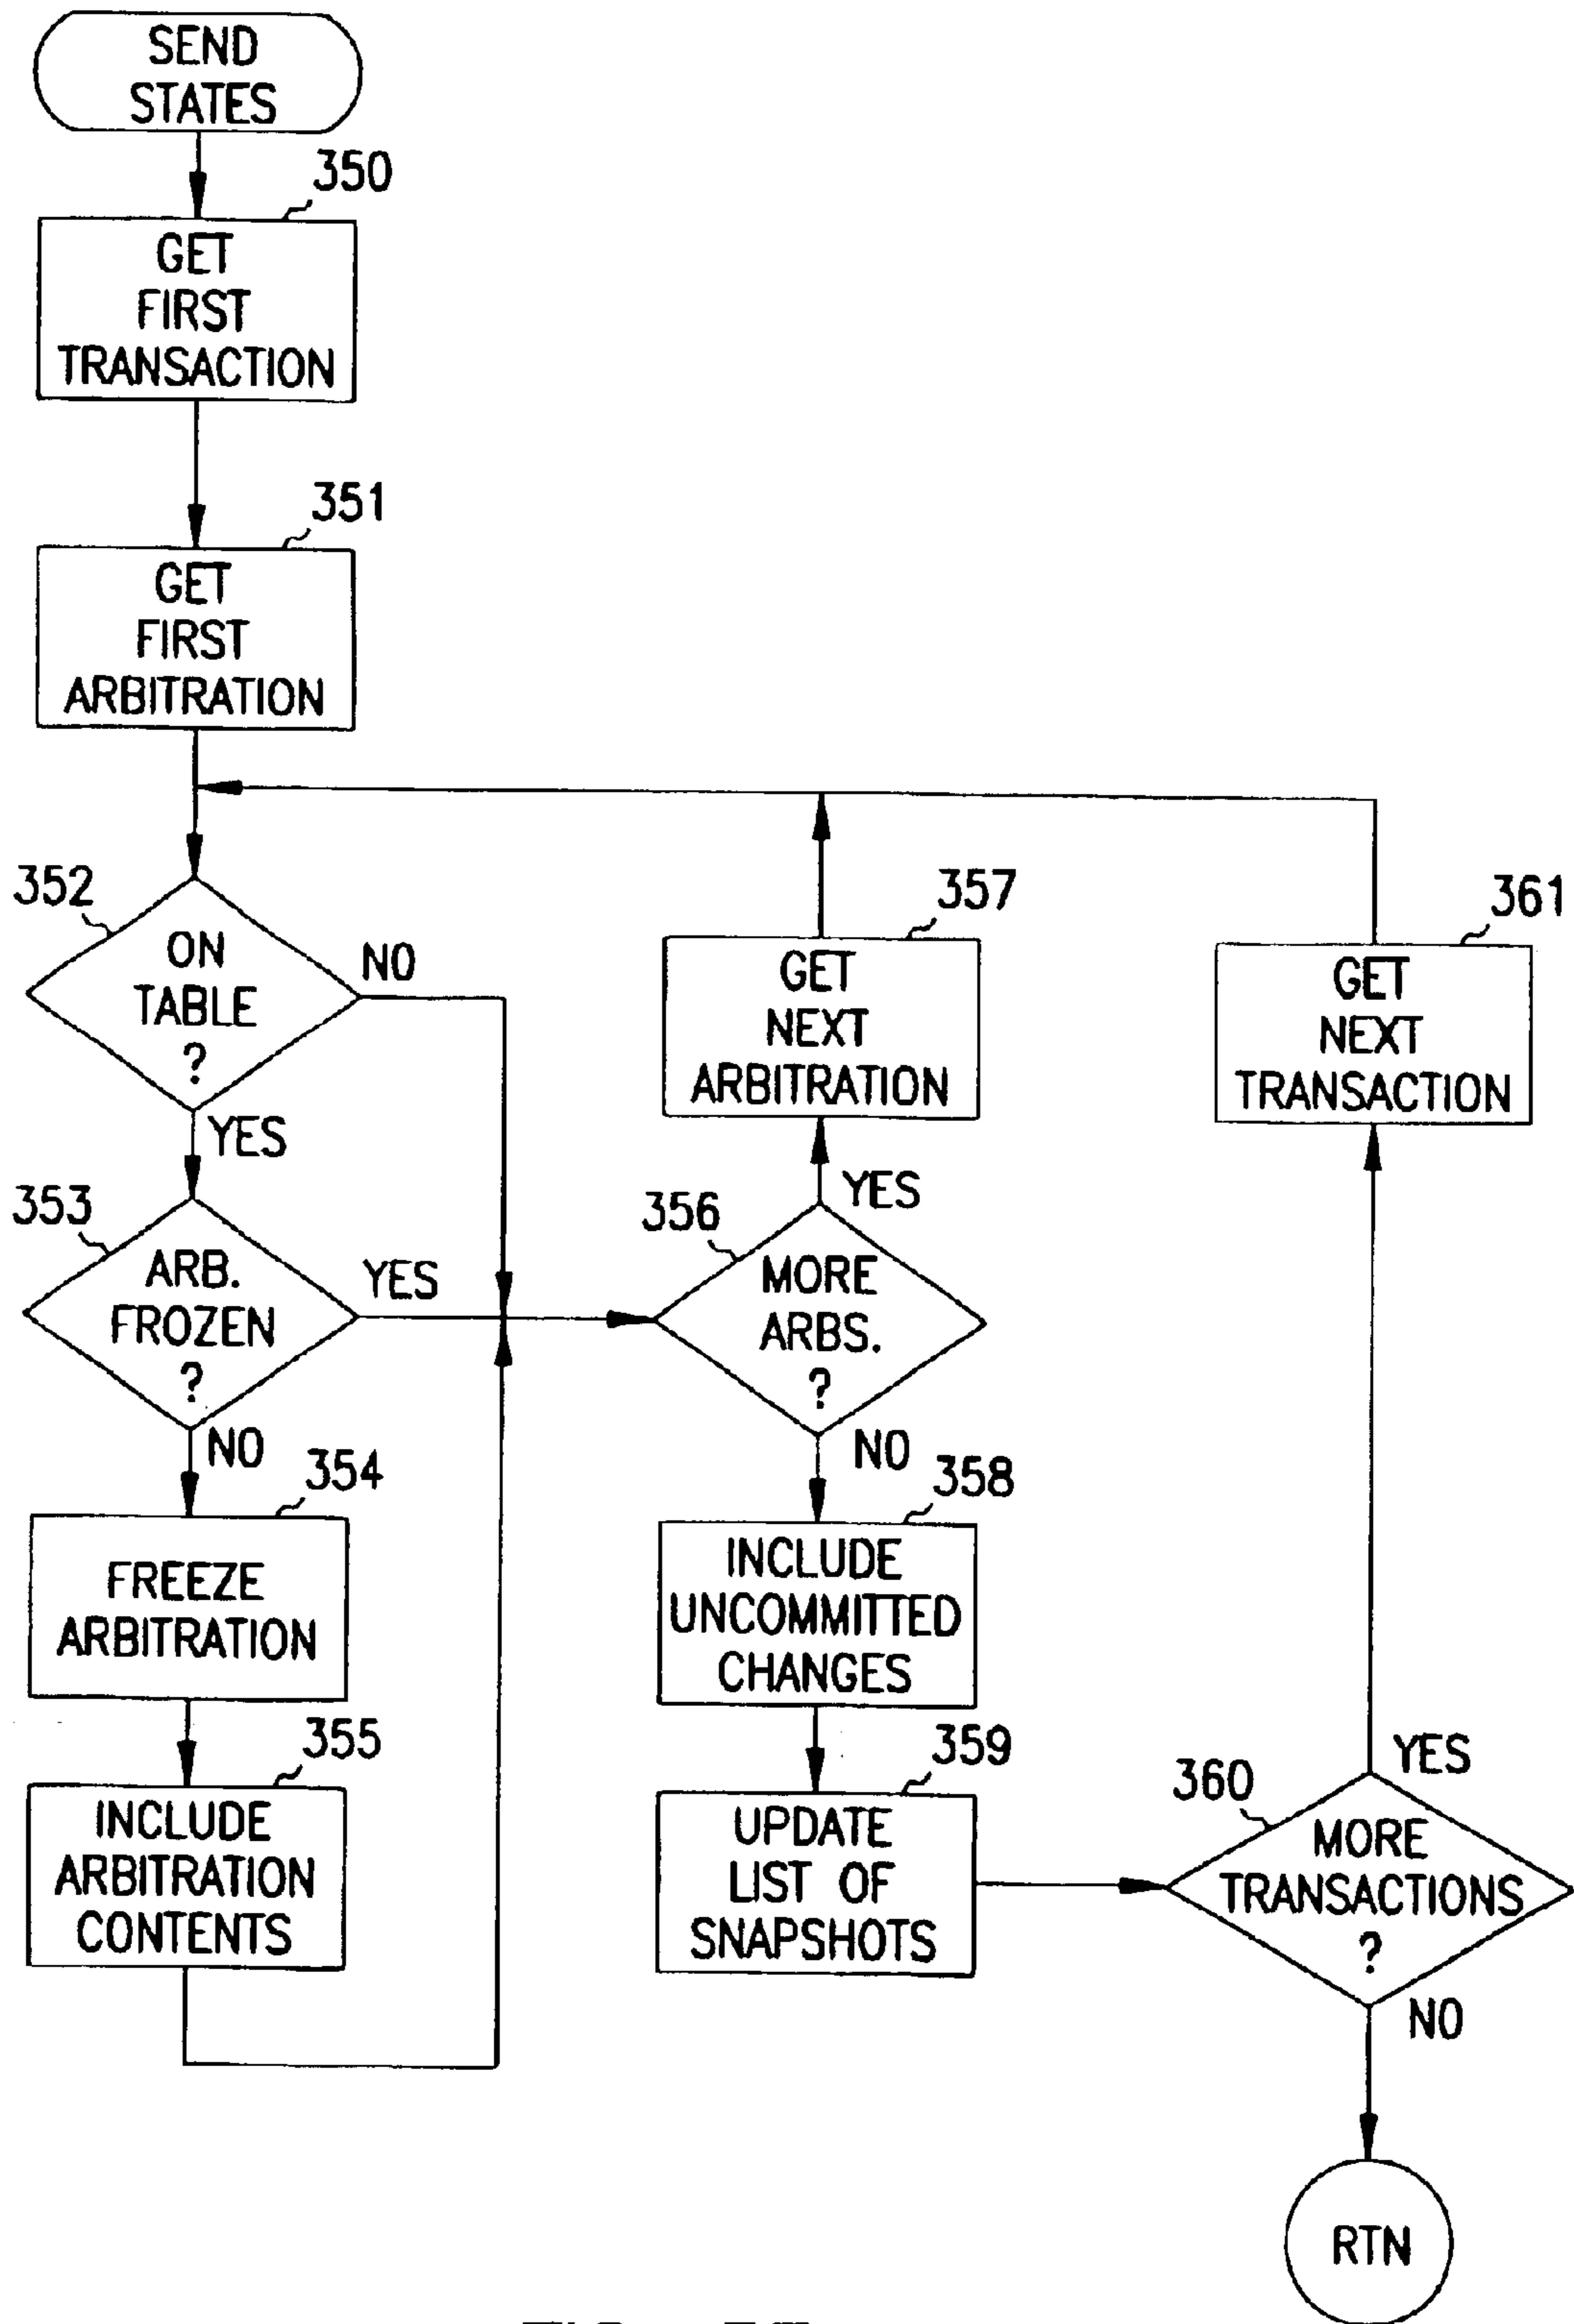 SEND
STATES
350
GET
FIRST
TRANSACTION
351
GET
FIRST
ARBITRATION
352
ON
TABLE
?
NO
YES
353
ARB.
FROZEN
?
YES
NO
354
FREEZE
ARBITRATION
355
INCLUDE
ARBITRATION
CONTENTS
356
MORE
ARBS.
?
YES
NO
357
GET
NEXT
ARBITRATION
358
INCLUDE
UNCOMMITTED
CHANGES
359
UPDATE
LIST OF
SNAPSHOTS
360
MORE
TRANSACTIONS
?
YES
NO
361
GET
NEXT
TRANSACTION
RTN